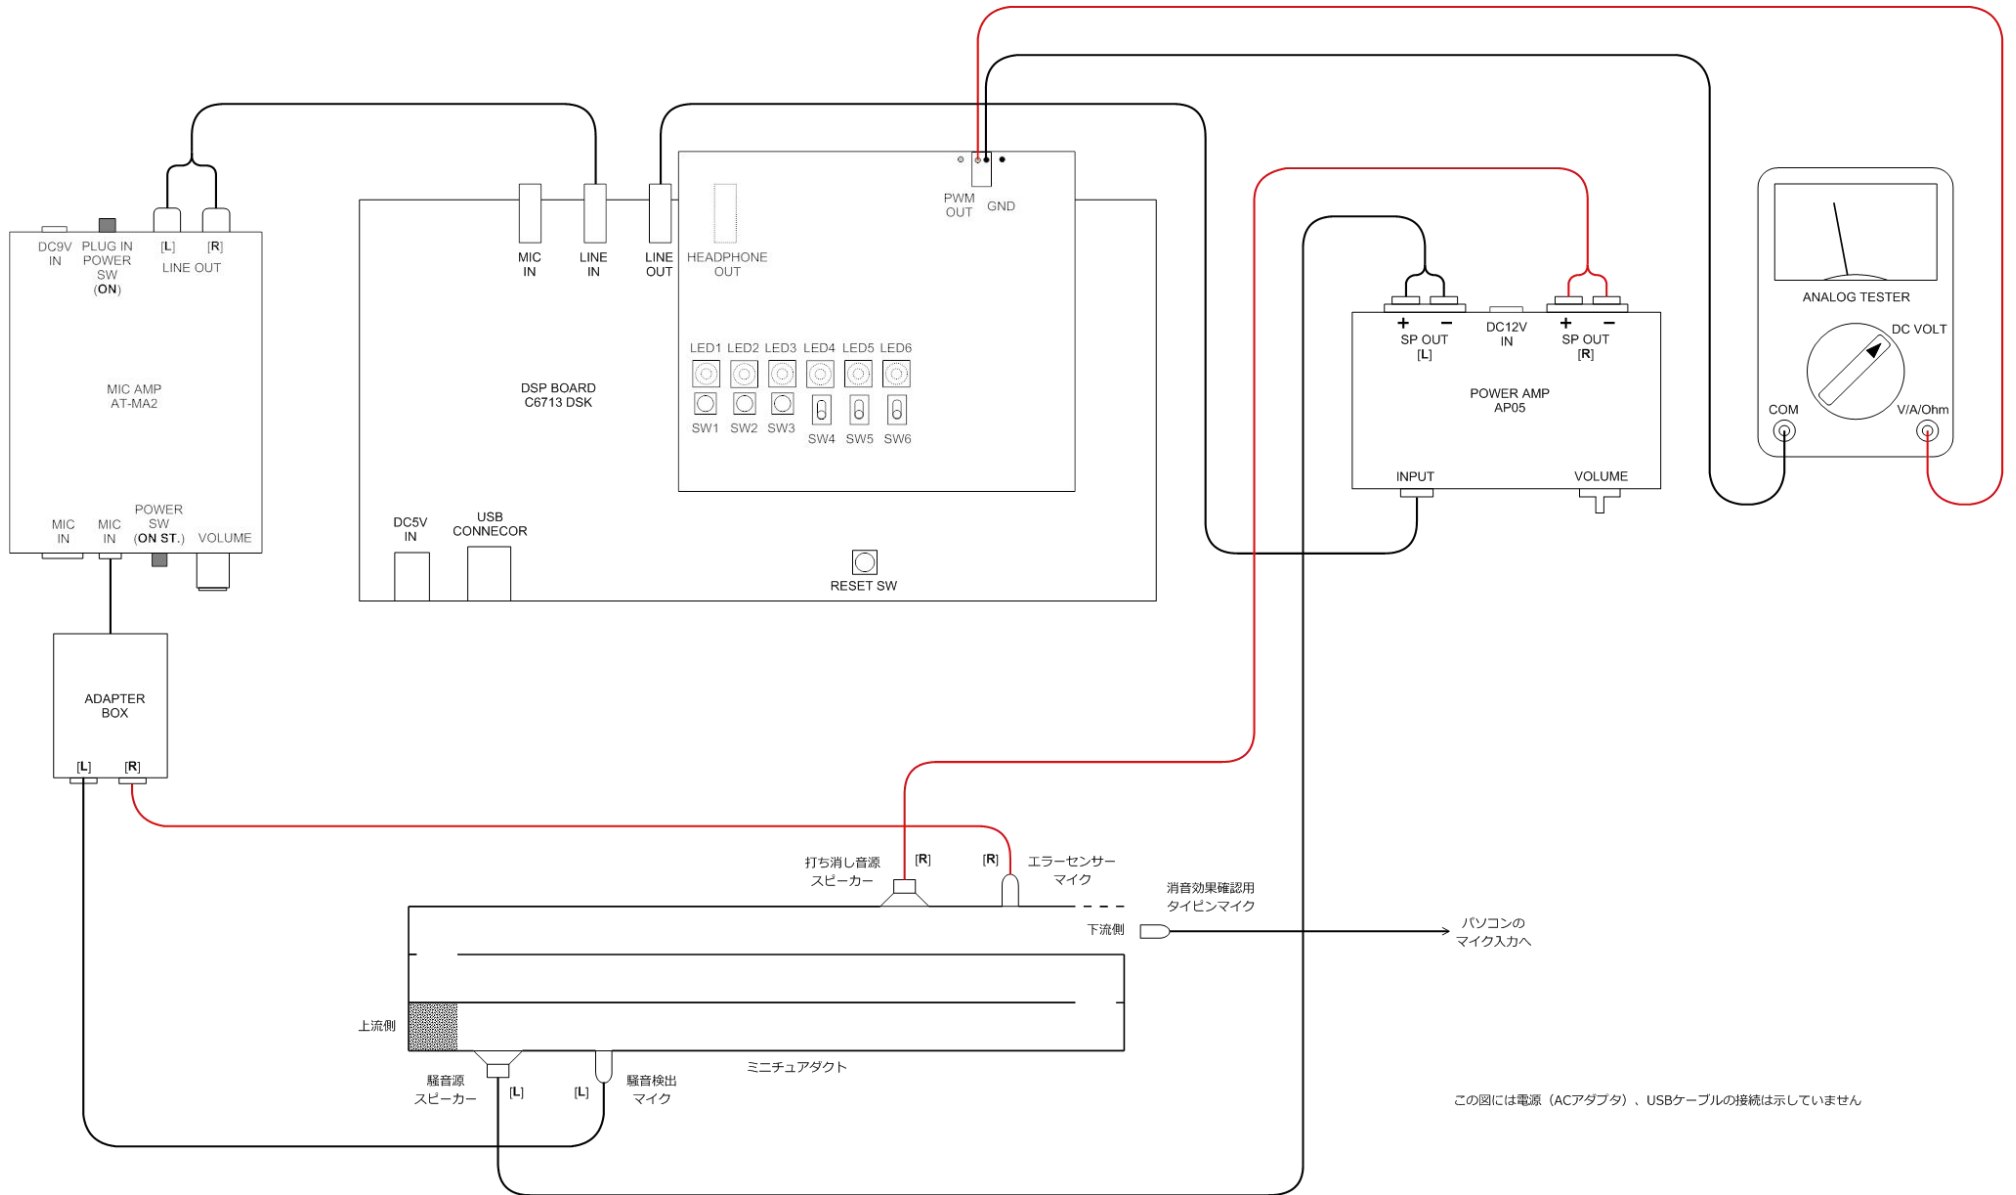 DC9V
IN
PLUG IN
POWER
SW
(ON)
[L]
[R]
LINE OUT
MIC AMP
AT-MA2
MIC
IN
MIC
IN
POWER
SW
(ON ST.)
VOLUME
ADAPTER
BOX
[L]
[R]
MIC
IN
LINE
IN
LINE
OUT
HEADPHONE
OUT
PWM
OUT
GND
LED1
LED2
LED3
LED4
LED5
LED6
SW1
SW2
SW3
SW4
SW5
SW6
DSP BOARD
C6713 DSK
DC5V
IN
USB
CONNECOR
RESET SW
+
−
SP OUT
[L]
DC12V
IN
+
−
SP OUT
[R]
POWER AMP
AP05
INPUT
VOLUME
ANALOG TESTER
DC VOLT
COM
V/A/Ohm
打ち消し音源
スピーカー
[R]
[R]
エラーセンサー
マイク
消音効果確認用
タイピンマイク
下流側
パソコンの
マイク入力へ
上流側
ミニチュアダクト
騒音源
スピーカー
[L]
[L]
騒音検出
マイク
この図には電源（ACアダプタ）、USBケーブルの接続は示していません